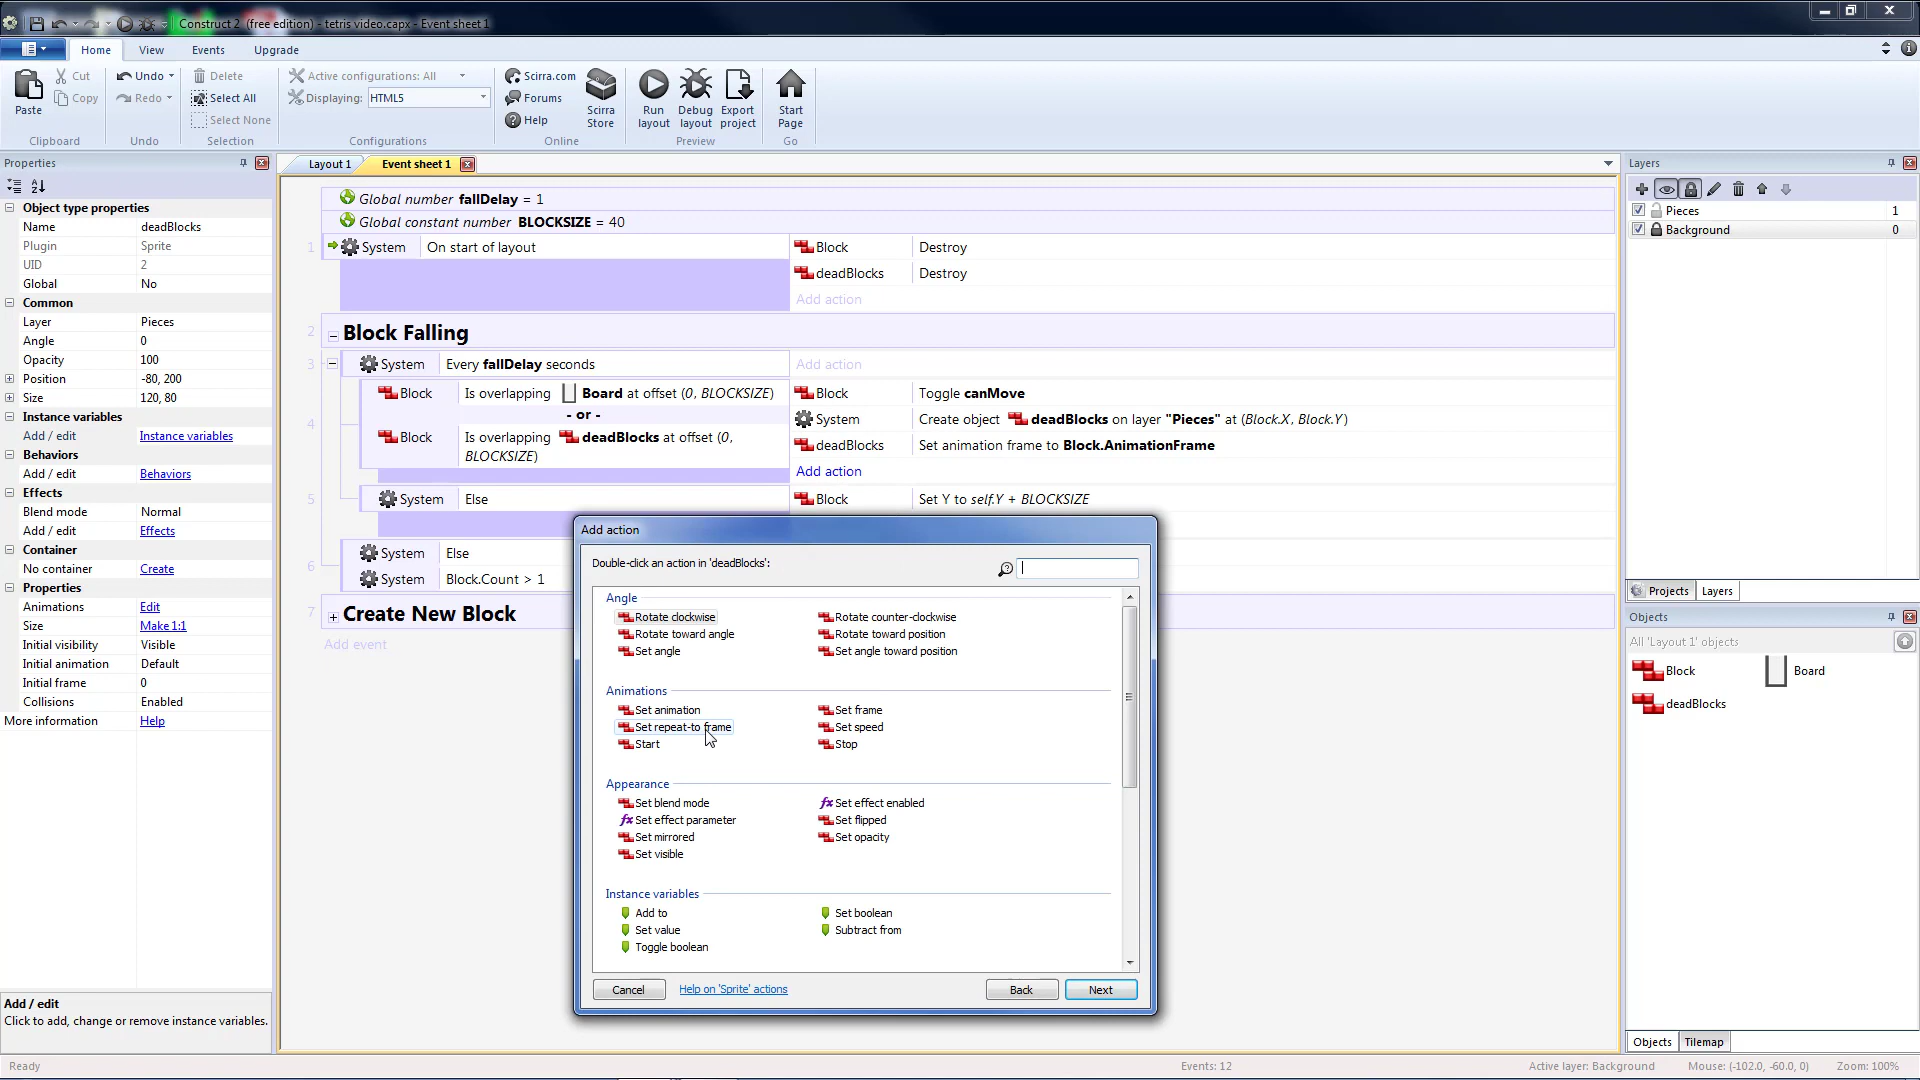 Construct 2 (free edition) - tetris video.capx - Event sheet 1
Home View Events Upgrade
Paste
Cut
Copy
Clipboard
Undo
Redo
Undo
Delete
Select All
Select None
Selection
Active configurations: All
Displaying: HTML5
Configurations
Scirra.com
Forums
Help
Scirra Store
Online
Run layout
Debug layout
Export project
Preview
Start Page
Go
Properties
Object type properties
Name deadBlocks
Plugin Sprite
UID 2
Global No
Common
Layer Pieces
Angle 0
Opacity 100
Position -80, 200
Size 120, 80
Instance variables
Add / edit Instance variables
Behaviors
Add / edit Behaviors
Effects
Blend mode Normal
Add / edit Effects
Container
No container Create
Properties
Animations Edit
Size Make 1:1
Initial visibility Visible
Initial animation Default
Initial frame 0
Collisions Enabled
More information Help
Add / edit
Click to add, change or remove instance variables.
Layout 1 Event sheet 1
Global number fallDelay = 1
Global constant number BLOCKSIZE = 40
1 System On start of layout Block Destroy
deadBlocks Destroy
Add action
2 Block Falling
3 System Every fallDelay seconds Add action
4 Block Is overlapping Board at offset (0, BLOCKSIZE) Block Toggle canMove
- or - System Create object deadBlocks on layer "Pieces" at (Block.X, Block.Y)
Block Is overlapping deadBlocks at offset (0, BLOCKSIZE) deadBlocks Set animation frame to Block.AnimationFrame
Add action
5 System Else Block Set Y to self.Y + BLOCKSIZE
6 System Else
System Block.Count > 1
7 Create New Block
Add event
Add action
Double-click an action in 'deadBlocks':
Angle
Rotate clockwise Rotate counter-clockwise
Rotate toward angle Rotate toward position
Set angle Set angle toward position
Animations
Set animation Set frame
Set repeat-to frame Set speed
Start Stop
Appearance
Set blend mode Set effect enabled
Set effect parameter Set flipped
Set mirrored Set opacity
Set visible
Instance variables
Add to Set boolean
Set value Subtract from
Toggle boolean
Cancel Help on 'Sprite' actions Back Next
Layers
Pieces 1
Background 0
Projects Layers
Objects
All 'Layout 1' objects
Block Board
deadBlocks
Objects Tilemap
Ready Events: 12 Active layer: Background Mouse: (-102.0, -60.0, 0) Zoom: 100%